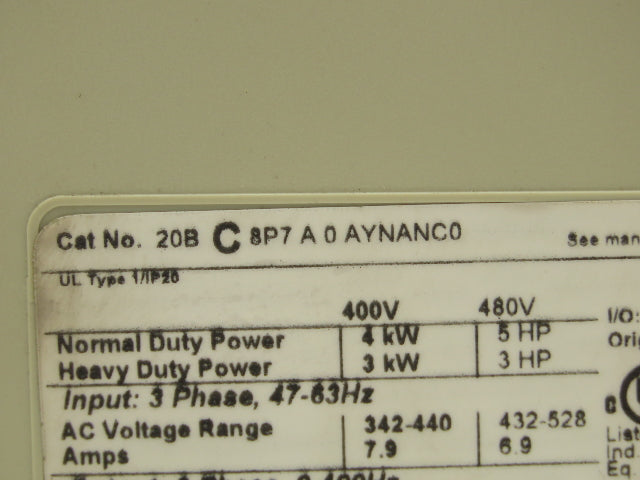 Cat No. 20B C 8P7 A 0 AYNANC0 See man
UL Type 1/IP20
400V 480V
Normal Duty Power 4 kW 5 HP
Heavy Duty Power 3 kW 3 HP
Input: 3 Phase, 47-63Hz
AC Voltage Range 342-440 432-528
Amps 7.9 6.9
I/O:
Orig
C
List
Ind.
Eq